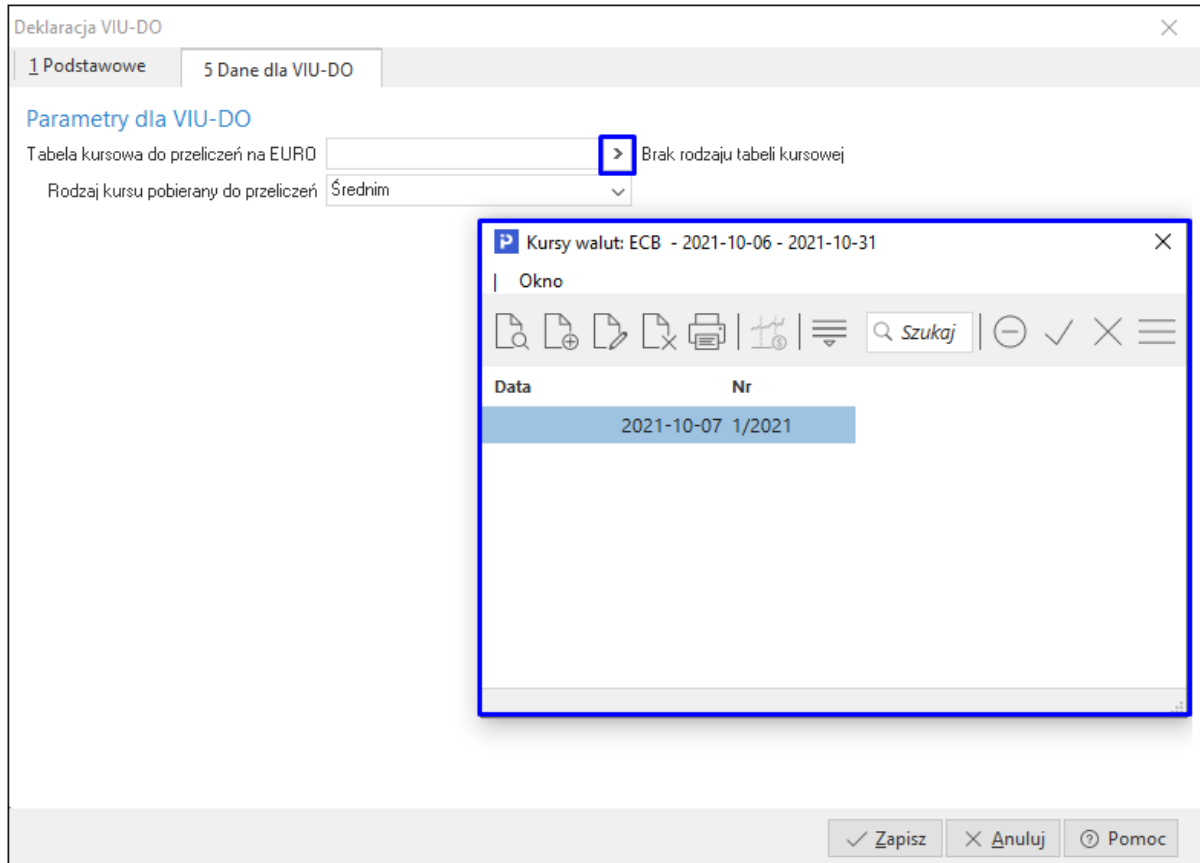 Deklaracja VIU-DO
1 Podstawowe 5 Dane dla VIU-DO
Parametry dla VIU-DO
Tabela kursowa do przeliczeń na EURO Brak rodzaju tabeli kursowej
Rodzaj kursu pobierany do przeliczeń Średnim
Kursy walut: ECB - 2021-10-06 - 2021-10-31
Okno
Szukaj
Data Nr
2021-10-07 1/2021
Zapisz Anuluj Pomoc